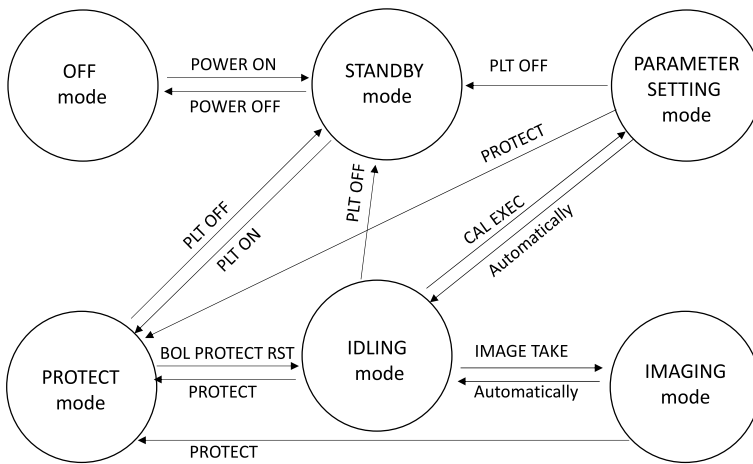 OFF
mode
POWER ON
POWER OFF
STANDBY
mode
PLT OFF
PARAMETER
SETTING
mode
PROTECT
PLT OFF
PLT ON
PLT OFF
CAL EXEC
Automatically
PROTECT
mode
BOL PROTECT RST
PROTECT
IDLING
mode
IMAGE TAKE
Automatically
IMAGING
mode
PROTECT